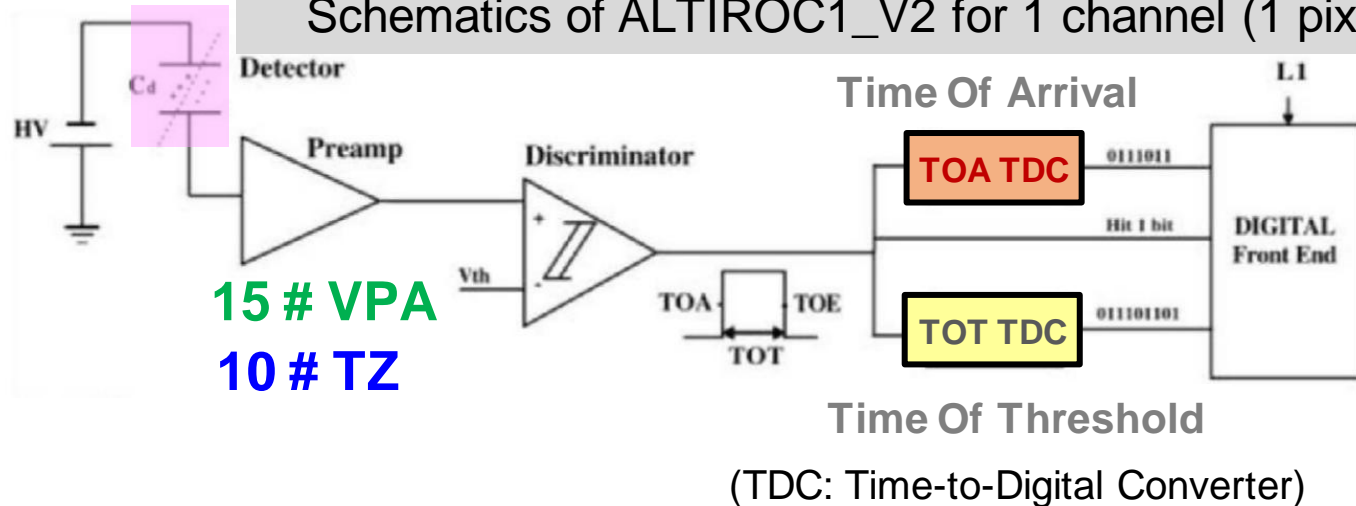 Schematics of ALTIROC1_V2 for 1 channel (1 pix
Detector
Cd
HV
Preamp
Discriminator
Vth
+
-
15 # VPA
10 # TZ
TOA
TOE
TOT
Time Of Arrival
TOA TDC
0111011
Hit 1 bit
TOT TDC
011101101
Time Of Threshold
L1
DIGITAL
Front End
(TDC: Time-to-Digital Converter)